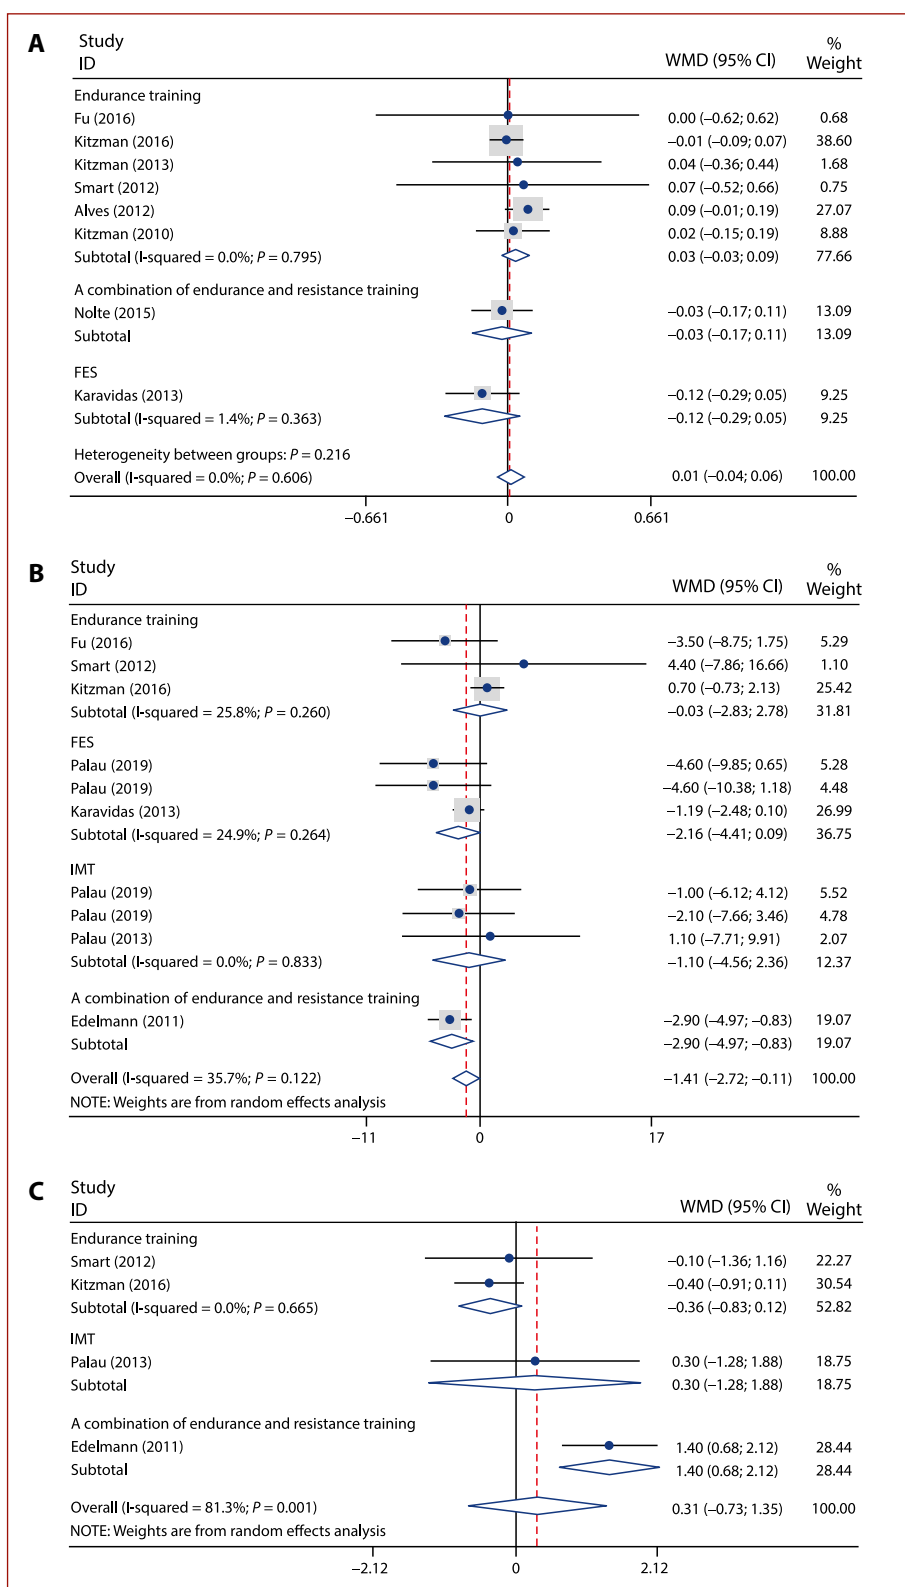 A
Study
ID WMD (95% CI) % Weight
Endurance training
Fu (2016) 0.00 (−0.62; 0.62) 0.68
Kitzman (2016) −0.01 (−0.09; 0.07) 38.60
Kitzman (2013) 0.04 (−0.36; 0.44) 1.68
Smart (2012) 0.07 (−0.52; 0.66) 0.75
Alves (2012) 0.09 (−0.01; 0.19) 27.07
Kitzman (2010) 0.02 (−0.15; 0.19) 8.88
Subtotal (I-squared = 0.0%; P = 0.795) 0.03 (−0.03; 0.09) 77.66
A combination of endurance and resistance training
Nolte (2015) −0.03 (−0.17; 0.11) 13.09
Subtotal −0.03 (−0.17; 0.11) 13.09
FES
Karavidas (2013) −0.12 (−0.29; 0.05) 9.25
Subtotal (I-squared = 1.4%; P = 0.363) −0.12 (−0.29; 0.05) 9.25
Heterogeneity between groups: P = 0.216
Overall (I-squared = 0.0%; P = 0.606) 0.01 (−0.04; 0.06) 100.00
−0.661 0 0.661
B
Study
ID WMD (95% CI) % Weight
Endurance training
Fu (2016) −3.50 (−8.75; 1.75) 5.29
Smart (2012) 4.40 (−7.86; 16.66) 1.10
Kitzman (2016) 0.70 (−0.73; 2.13) 25.42
Subtotal (I-squared = 25.8%; P = 0.260) −0.03 (−2.83; 2.78) 31.81
FES
Palau (2019) −4.60 (−9.85; 0.65) 5.28
Palau (2019) −4.60 (−10.38; 1.18) 4.48
Karavidas (2013) −1.19 (−2.48; 0.10) 26.99
Subtotal (I-squared = 24.9%; P = 0.264) −2.16 (−4.41; 0.09) 36.75
IMT
Palau (2019) −1.00 (−6.12; 4.12) 5.52
Palau (2019) −2.10 (−7.66; 3.46) 4.78
Palau (2013) 1.10 (−7.71; 9.91) 2.07
Subtotal (I-squared = 0.0%; P = 0.833) −1.10 (−4.56; 2.36) 12.37
A combination of endurance and resistance training
Edelmann (2011) −2.90 (−4.97; −0.83) 19.07
Subtotal −2.90 (−4.97; −0.83) 19.07
Overall (I-squared = 35.7%; P = 0.122) −1.41 (−2.72; −0.11) 100.00
NOTE: Weights are from random effects analysis
−11 0 17
C
Study
ID WMD (95% CI) % Weight
Endurance training
Smart (2012) −0.10 (−1.36; 1.16) 22.27
Kitzman (2016) −0.40 (−0.91; 0.11) 30.54
Subtotal (I-squared = 0.0%; P = 0.665) −0.36 (−0.83; 0.12) 52.82
IMT
Palau (2013) 0.30 (−1.28; 1.88) 18.75
Subtotal 0.30 (−1.28; 1.88) 18.75
A combination of endurance and resistance training
Edelmann (2011) 1.40 (0.68; 2.12) 28.44
Subtotal 1.40 (0.68; 2.12) 28.44
Overall (I-squared = 81.3%; P = 0.001) 0.31 (−0.73; 1.35) 100.00
NOTE: Weights are from random effects analysis
−2.12 0 2.12